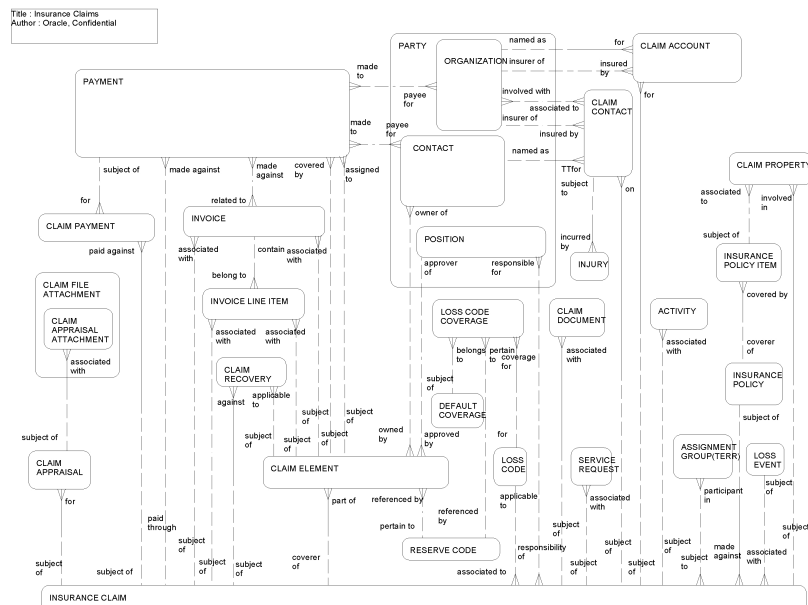 Title : Insurance Claims
Author : Oracle, Confidential
PARTY
ORGANIZATION
named as
for
CLAIM ACCOUNT
insurer of
insured
by
PAYMENT
made
to
payee
for
involved with
associated to
insurer of
insured by
CLAIM
CONTACT
for
made
to
payee
for
CONTACT
named as
TTfor
subject
to
on
subject of
made against
made
against
covered
by
assigned
to
CLAIM PROPERTY
associated
to
involved
in
for
related to
owner of
CLAIM PAYMENT
INVOICE
POSITION
incurred
by
subject of
paid against
associated
with
contain
associated
with
approver
of
responsible
for
INJURY
INSURANCE
POLICY ITEM
belong to
CLAIM FILE
ATTACHMENT
covered by
INVOICE LINE ITEM
LOSS CODE
COVERAGE
CLAIM
DOCUMENT
ACTIVITY
CLAIM
APPRAISAL
ATTACHMENT
associated
with
associated
with
associated
with
belongs
to
pertain
to
coverage
for
associated
with
associated
with
coverer
of
CLAIM
RECOVERY
subject
of
INSURANCE
POLICY
against
applicable
to
DEFAULT
COVERAGE
subject
of
subject
of
subject of
subject of
subject
of
subject
of
subject
of
owned
by
approved
by
for
CLAIM
APPRAISAL
CLAIM ELEMENT
LOSS
CODE
SERVICE
REQUEST
ASSIGNMENT
GROUP(TERR)
LOSS
EVENT
for
part of
referenced by
applicable
to
associated
with
participant
in
subject
of
paid
through
pertain to
referenced
by
subject
of
subject
of
subject
of
subject
of
RESERVE CODE
responsibility
of
subject
of
subject
of
subject
to
made
against
associated
with
subject
of
subject
of
subject of
subject
of
subject
of
coverer
of
associated to
subject
of
INSURANCE CLAIM